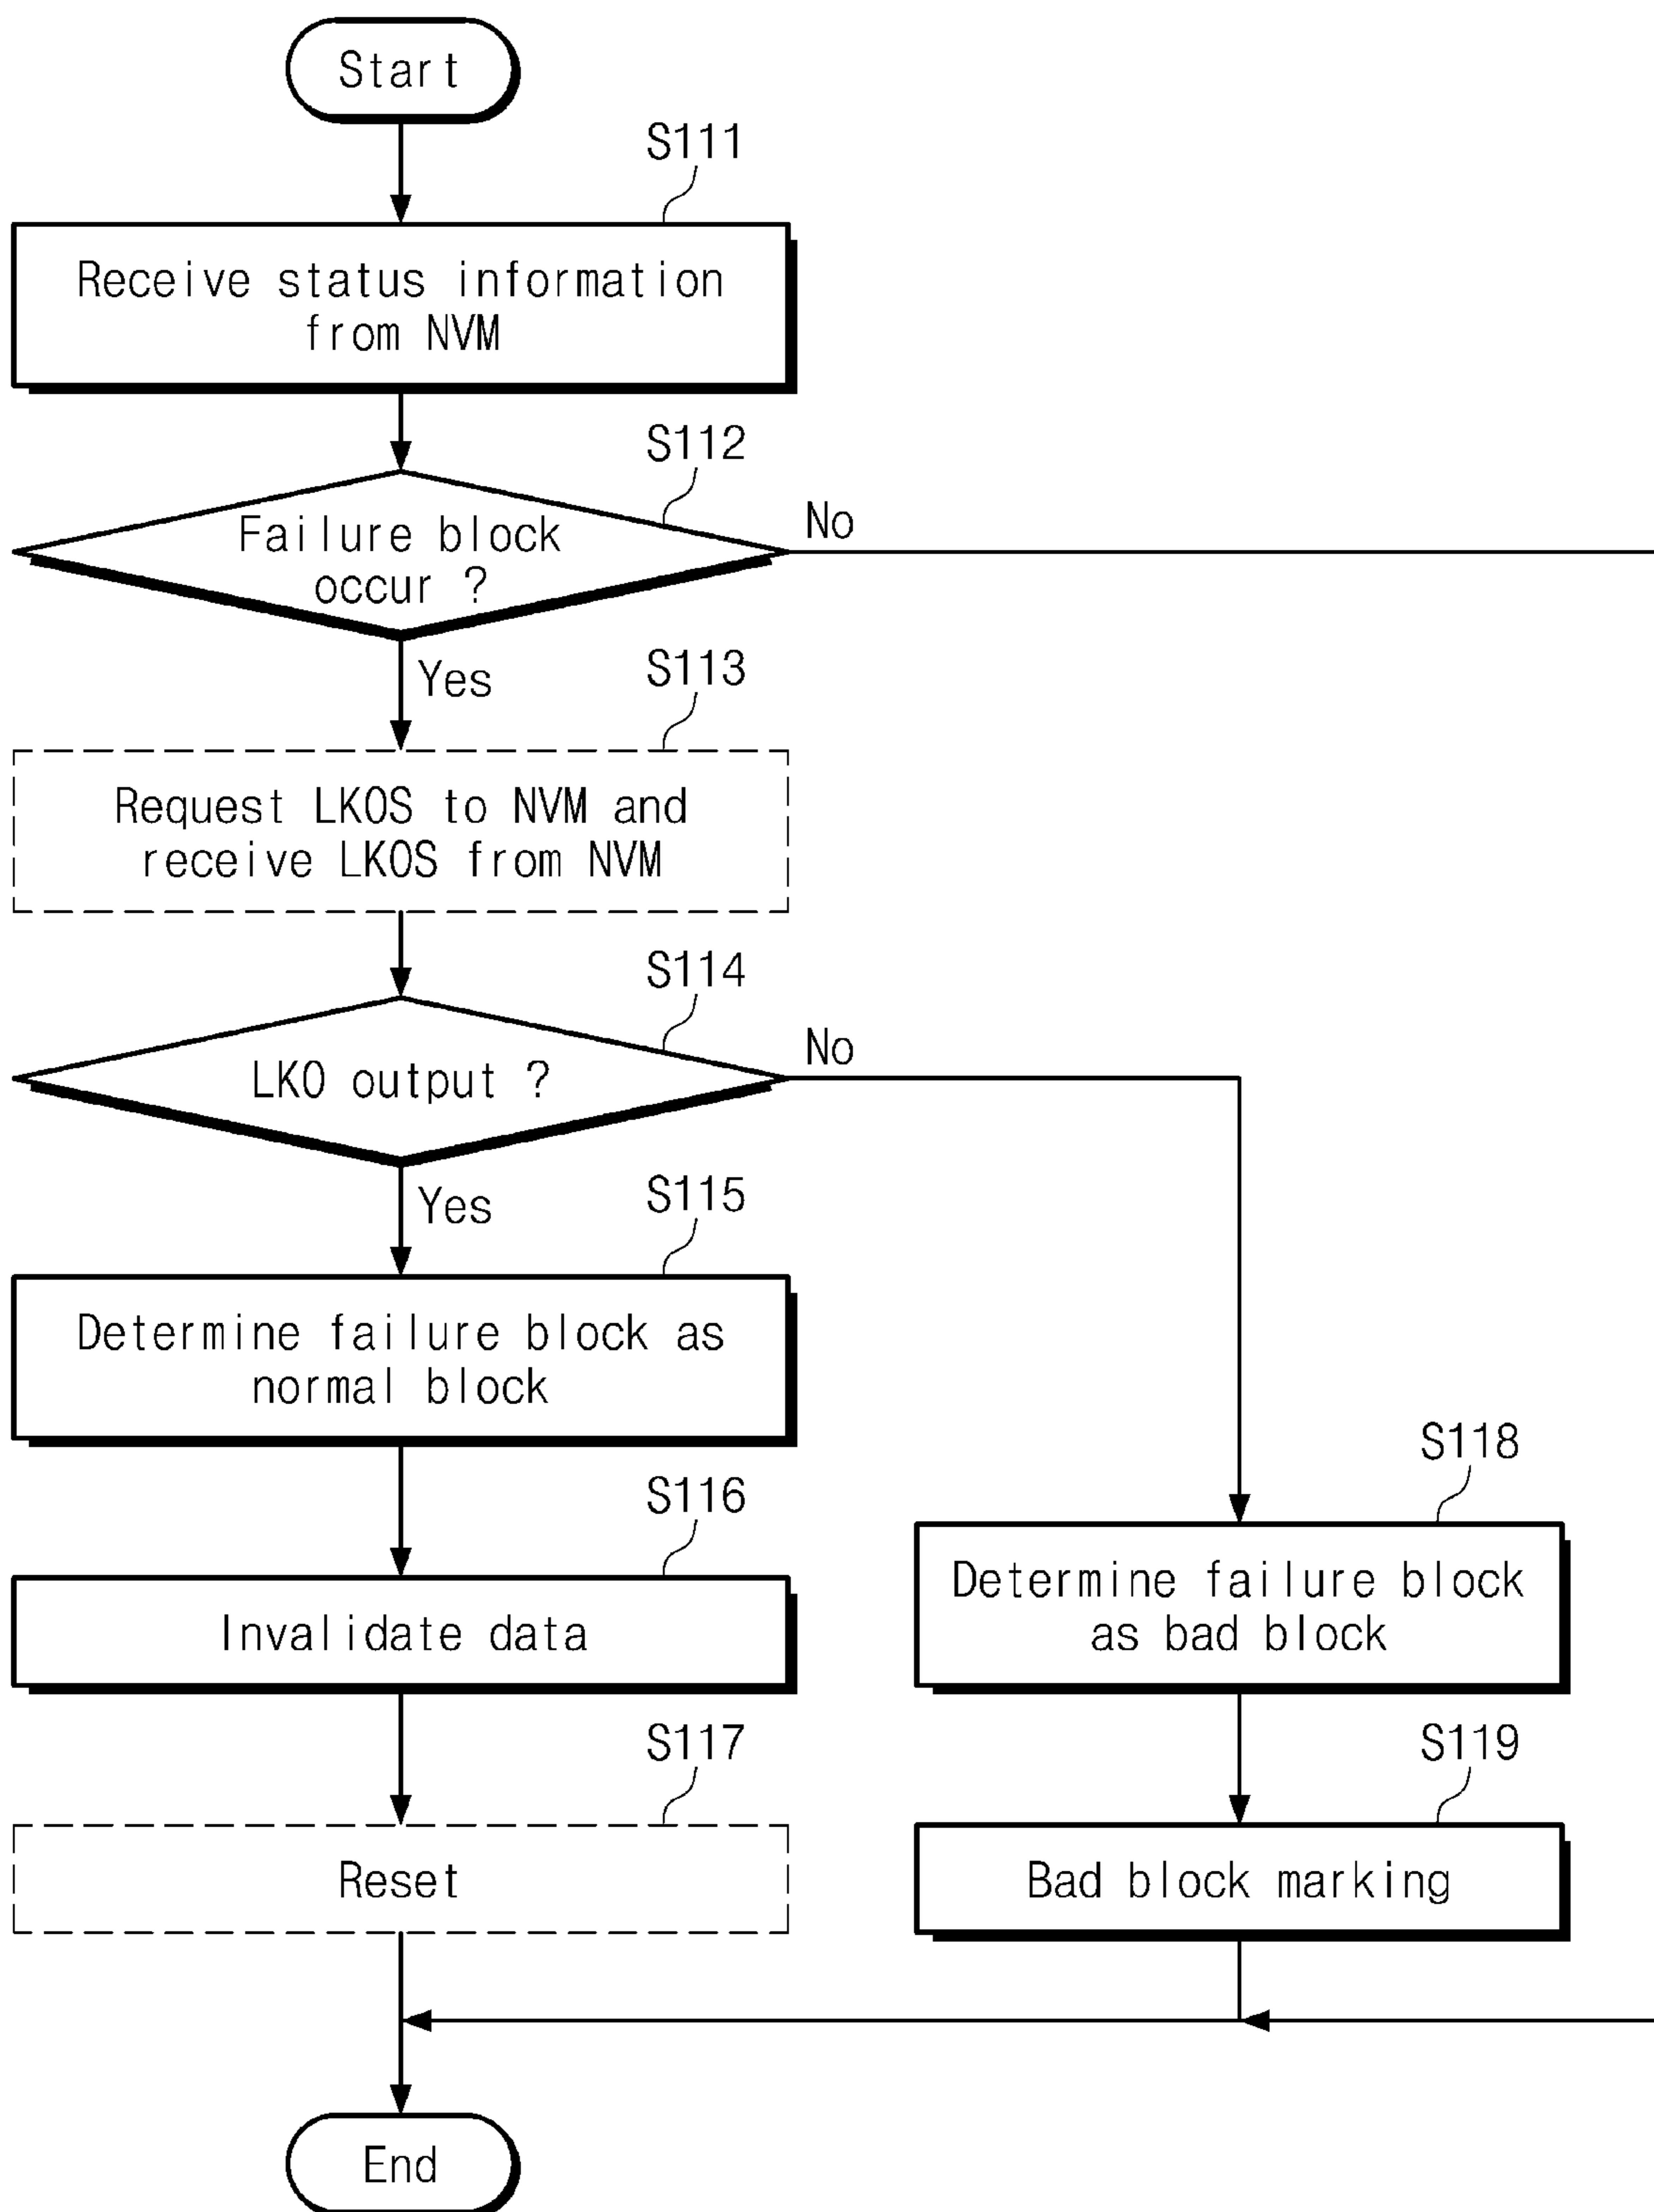 Start
S111
Receive status information
from NVM
S112
Failure block
occur ?
No
Yes
S113
Request LKOS to NVM and
receive LKOS from NVM
S114
LKO output ?
No
Yes
S115
Determine failure block as
normal block
S116
Invalidate data
S117
Reset
S118
Determine failure block
as bad block
S119
Bad block marking
End